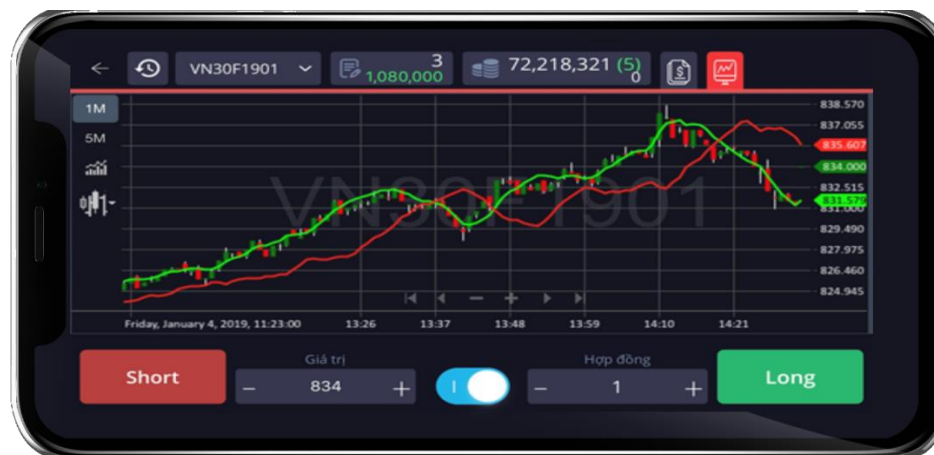 VN30F1901
3
1,080,000
72,218,321 (5)
0
1M
5M
VN30F1901
838.570
837.055
835.607
834.000
832.515
831.579
831.000
829.490
827.975
826.460
824.945
Friday, January 4, 2019, 11:23:00 13:26 13:37 13:48 13:59 14:10 14:21
Short
Giá trị
− 834 +
Hợp đồng
− 1 +
Long